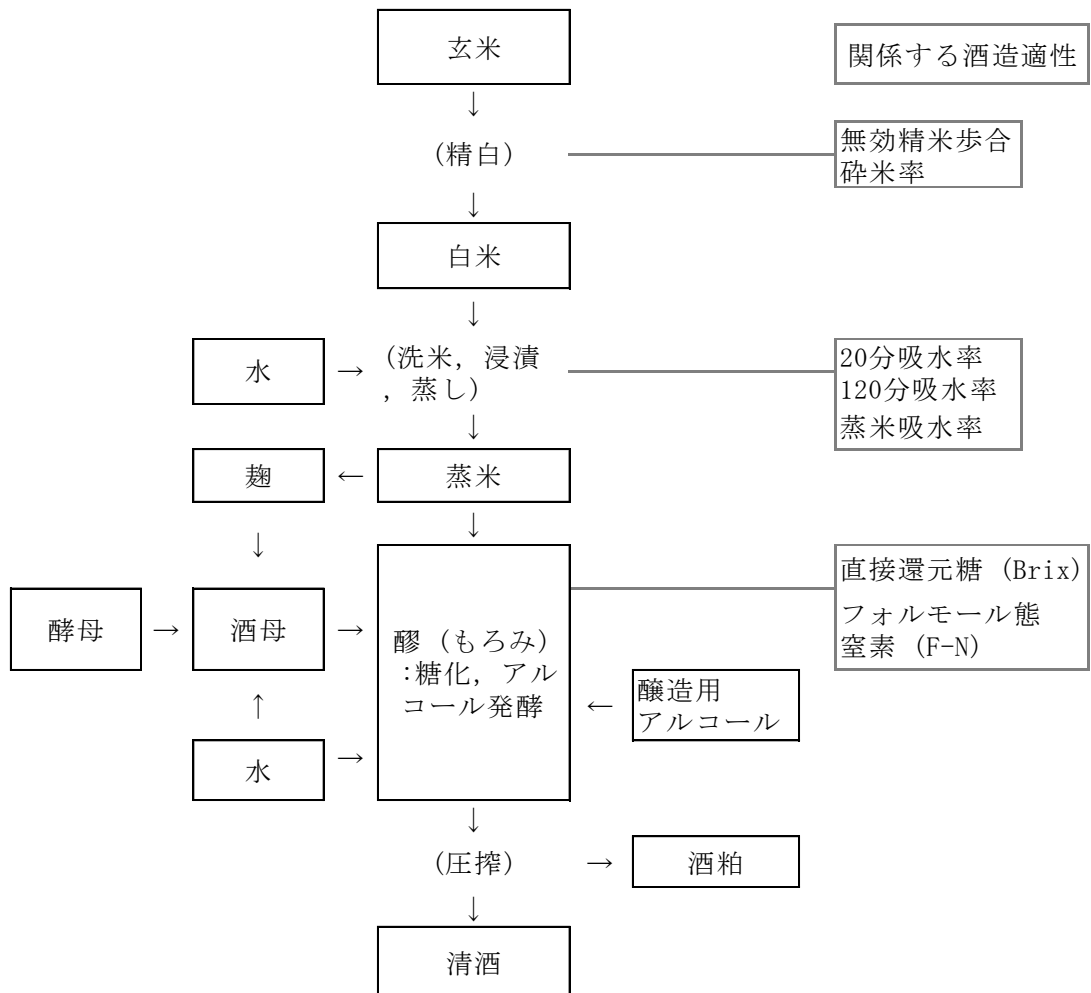 玄米
関係する酒造適性
↓
(精白)
無効精米歩合
砕米率
↓
白米
↓
水
→
(洗米, 浸漬
, 蒸し)
20分吸水率
120分吸水率
蒸米吸水率
↓
麹
←
蒸米
↓
↓
酵母
→
酒母
→
醪 (もろみ)
:糖化, アル
コール発酵
直接還元糖 (Brix)
フォルモール態
窒素 (F-N)
↑
←
醸造用
アルコール
水
→
↓
(圧搾)
→
酒粕
↓
清酒